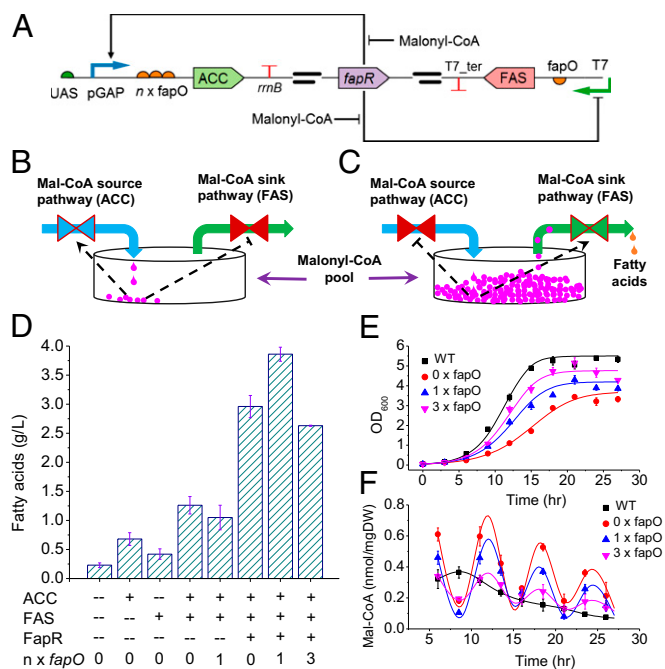 A
Malonyl-CoA
UAS pGAP n x fapO ACC rrnB fapR T7_ter FAS fapO T7
Malonyl-CoA
B
Mal-CoA source pathway (ACC)
Mal-CoA sink pathway (FAS)
C
Mal-CoA source pathway (ACC)
Mal-CoA sink pathway (FAS)
Malonyl-CoA pool
Fatty acids
D
Fatty acids (g/L)
4.0
3.5
3.0
2.5
2.0
1.5
1.0
0.5
0.0
ACC -- + -- + + + + +
FAS -- -- + + + + + +
FapR -- -- -- -- -- + + +
n x fapO 0 0 0 0 1 0 1 3
E
OD600
6
5
4
3
2
1
0
WT
0 x fapO
1 x fapO
3 x fapO
0 5 10 15 20 25 30
Time (hr)
F
Mal-CoA (nmol/mgDW)
0.8
0.6
0.4
0.2
0.0
WT
0 x fapO
1 x fapO
3 x fapO
5 10 15 20 25 30
Time (hr)